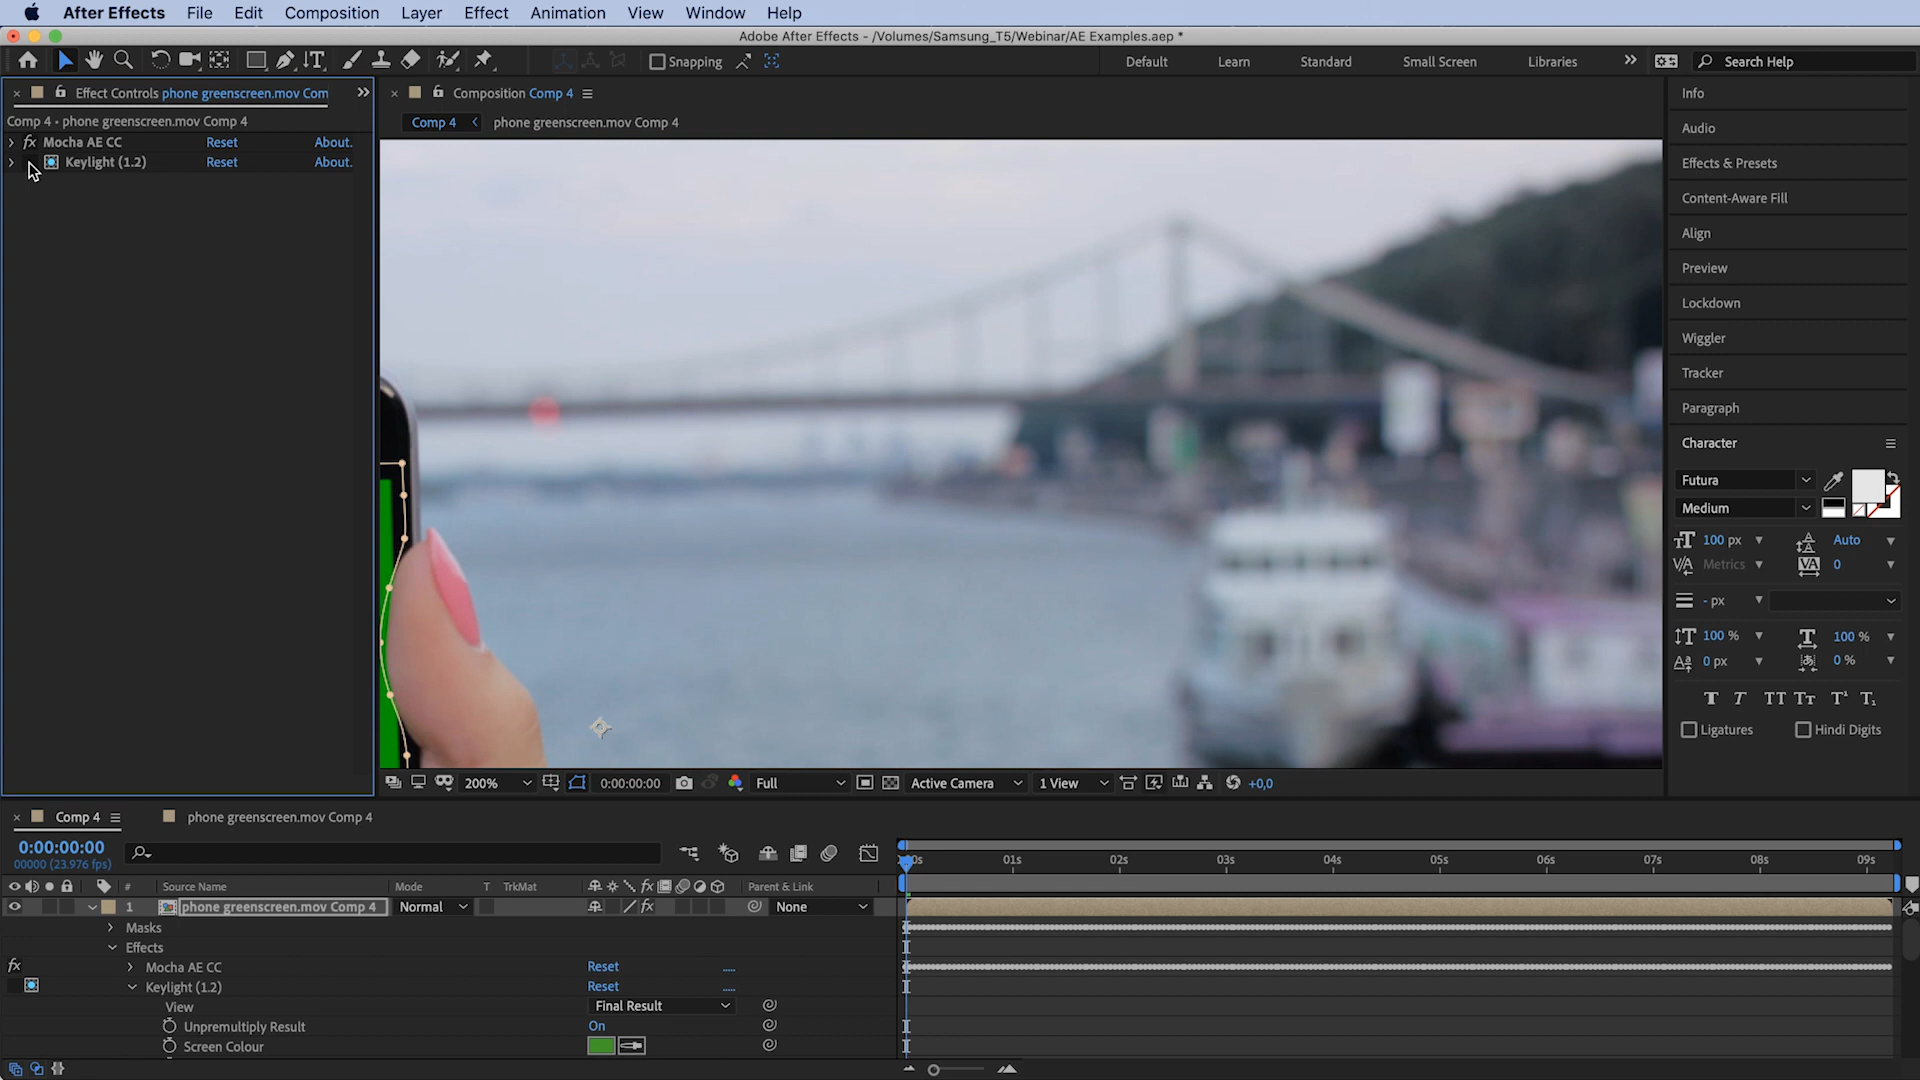 After Effects File Edit Composition Layer Effect Animation View Window Help
Adobe After Effects - /Volumes/Samsung_T5/Webinar/AE Examples.aep *
Snapping Default Learn Standard Small Screen Libraries Search Help
Effect Controls phone greenscreen.mov Com
Composition Comp 4
Comp 4 • phone greenscreen.mov Comp 4
Comp 4 phone greenscreen.mov Comp 4
fx Mocha AE CC Reset About.
Keylight (1.2) Reset About.
Info
Audio
Effects & Presets
Content-Aware Fill
Align
Preview
Lockdown
Wiggler
Tracker
Paragraph
Character
Futura
Medium
100 px Auto
Metrics 0
- px
100 % 100 %
0 px 0 %
Ligatures Hindi Digits
200% 0:00:00:00 Full Active Camera 1 View +0,0
Comp 4 phone greenscreen.mov Comp 4
0:00:00:00
00000 (23.976 fps)
:00s 01s 02s 03s 04s 05s 06s 07s 08s 09s
# Source Name Mode T TrkMat fx Parent & Link
1 phone greenscreen.mov Comp 4 Normal fx None
Masks
Effects
fx Mocha AE CC Reset .....
Keylight (1.2) Reset .....
View Final Result
Unpremultiply Result On
Screen Colour